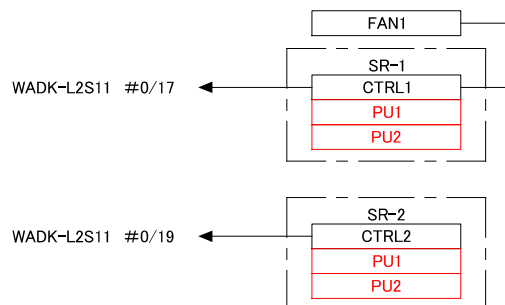 FAN1
SR-1
WADK-L2S11 #0/17
CTRL1
PU1
PU2
SR-2
WADK-L2S11 #0/19
CTRL2
PU1
PU2